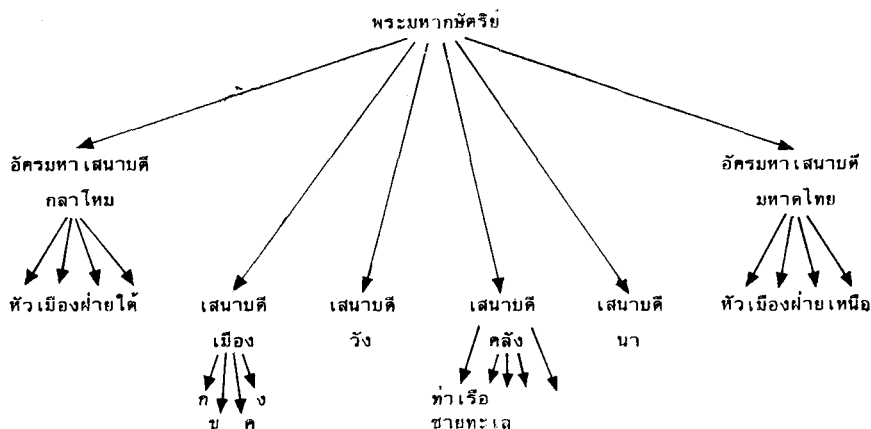 พระมหากษัตริย์
อัครมหาเสนาบดี
กลาโหม
อัครมหาเสนาบดี
มหาดไทย
หัวเมืองฝ่ายใต้
เสนาบดี
เมือง
เสนาบดี
วัง
เสนาบดี
คลัง
เสนาบดี
นา
หัวเมืองฝ่ายเหนือ
ก
ข
ค
ง
ท่าเรือ
ชายทะเล